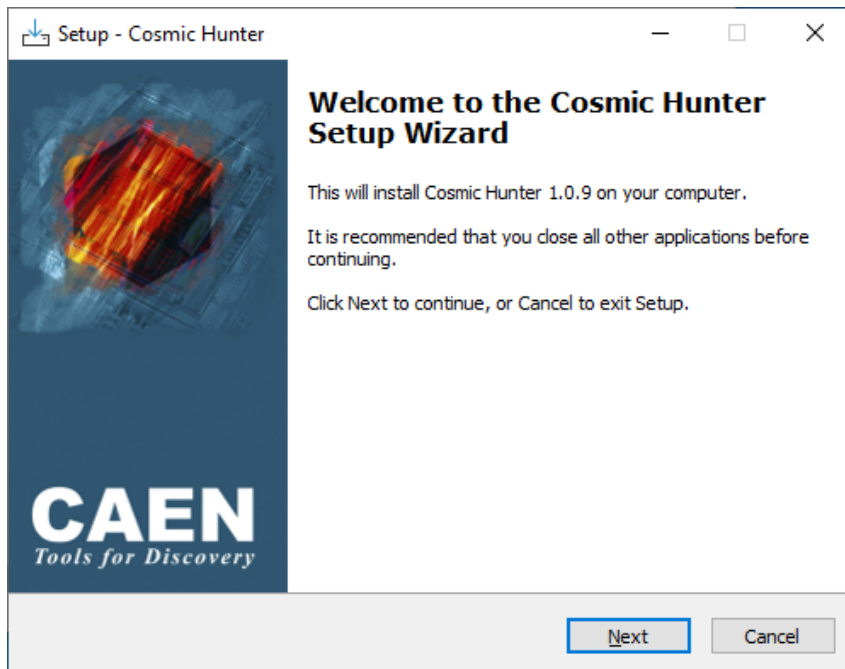 Setup - Cosmic Hunter
Welcome to the Cosmic Hunter
Setup Wizard
This will install Cosmic Hunter 1.0.9 on your computer.
It is recommended that you close all other applications before
continuing.
Click Next to continue, or Cancel to exit Setup.
CAEN
Tools for Discovery
Next
Cancel